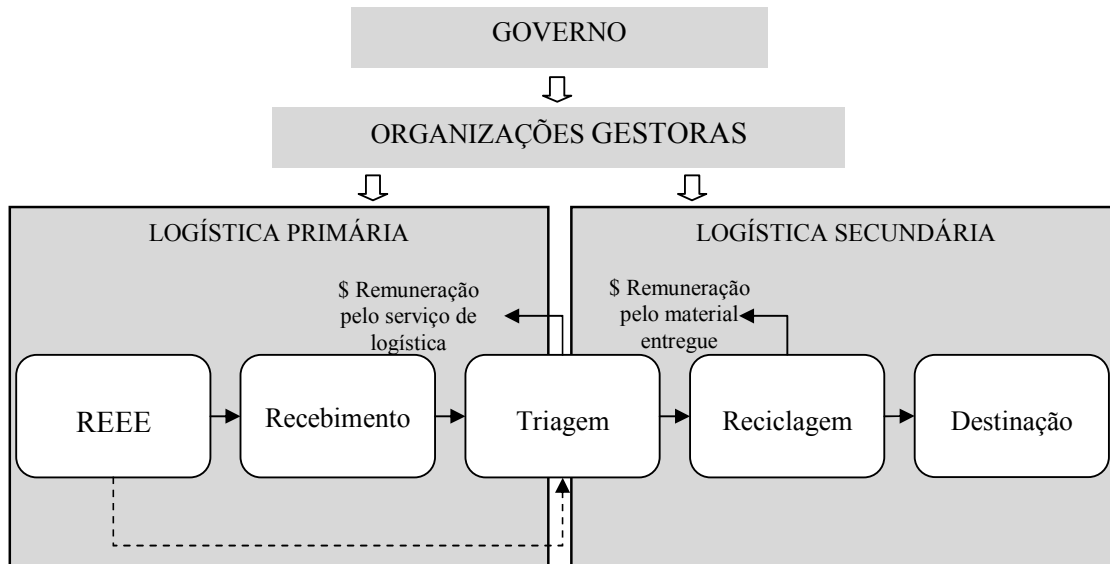 GOVERNO
ORGANIZAÇÕES GESTORAS
LOGÍSTICA PRIMÁRIA
LOGÍSTICA SECUNDÁRIA
$ Remuneração
pelo serviço de
logística
$ Remuneração
pelo material
entregue
REEE
Recebimento
Triagem
Reciclagem
Destinação